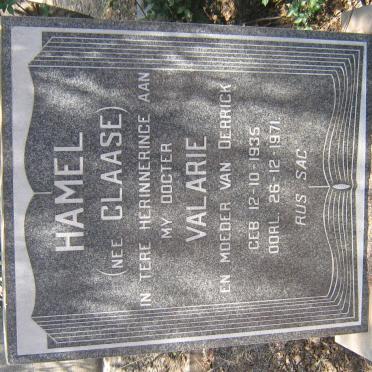 HAMEL
(NEE CLAASE)
IN TERE HERINNERINGE AAN
MY DOGTER
VALARIE
EN MOEDER VAN DERRICK
GEB 12-10-1935
OORL 26-12-1971
RUS SAG